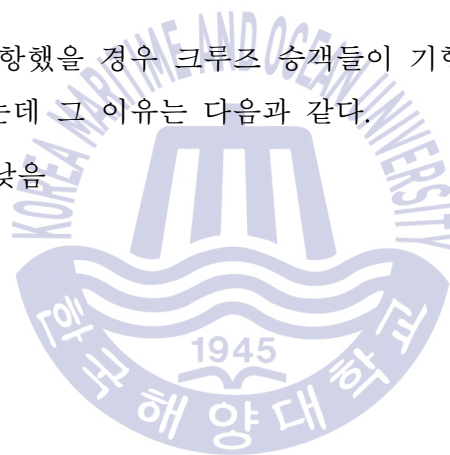 항했을 경우 크루즈 승객들이 기항
는데 그 이유는 다음과 같다.
낮음
KOREA MARITIME AND OCEAN UNIVERSITY
1945
한국해양대학교